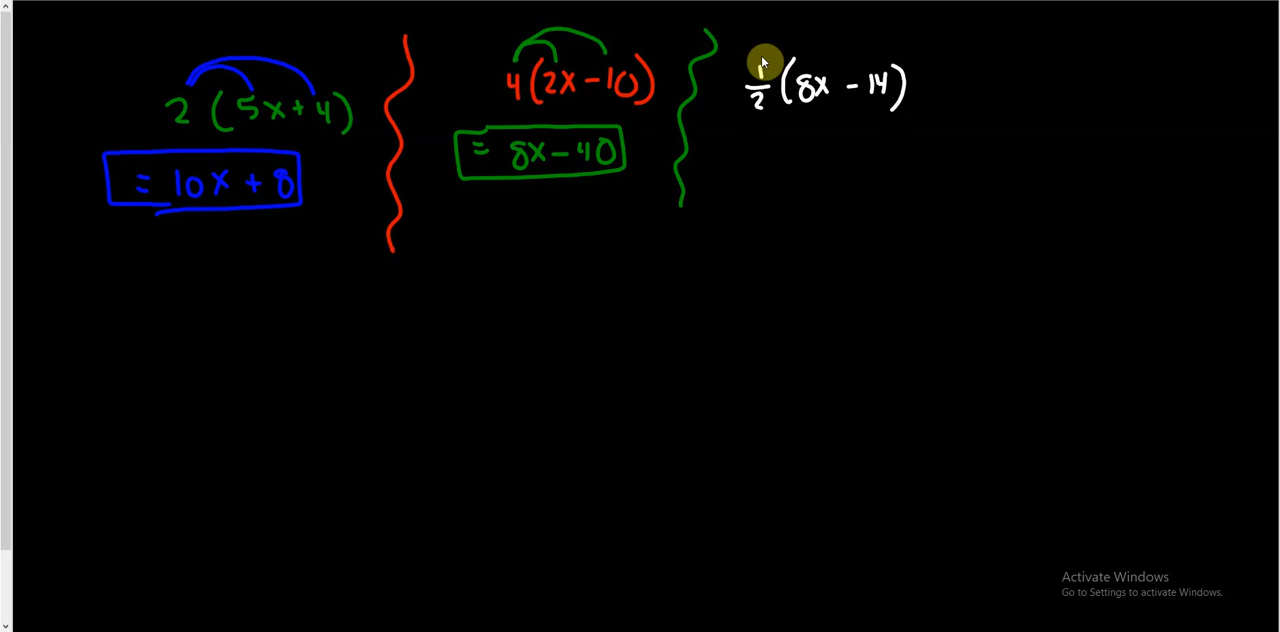 2 (5x+4)
= 10x + 8
4(2x-10)
= 8x-40
1/2 (8x - 14)
Activate Windows
Go to Settings to activate Windows.